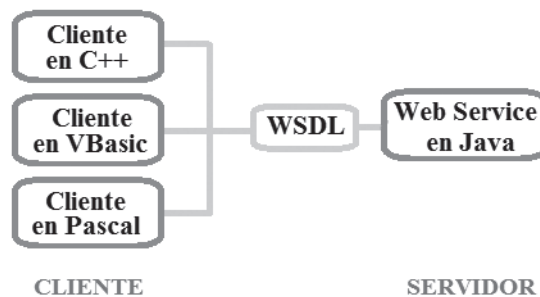 Cliente
en C++
Cliente
en VBasic
Cliente
en Pascal
WSDL
Web Service
en Java
CLIENTE
SERVIDOR